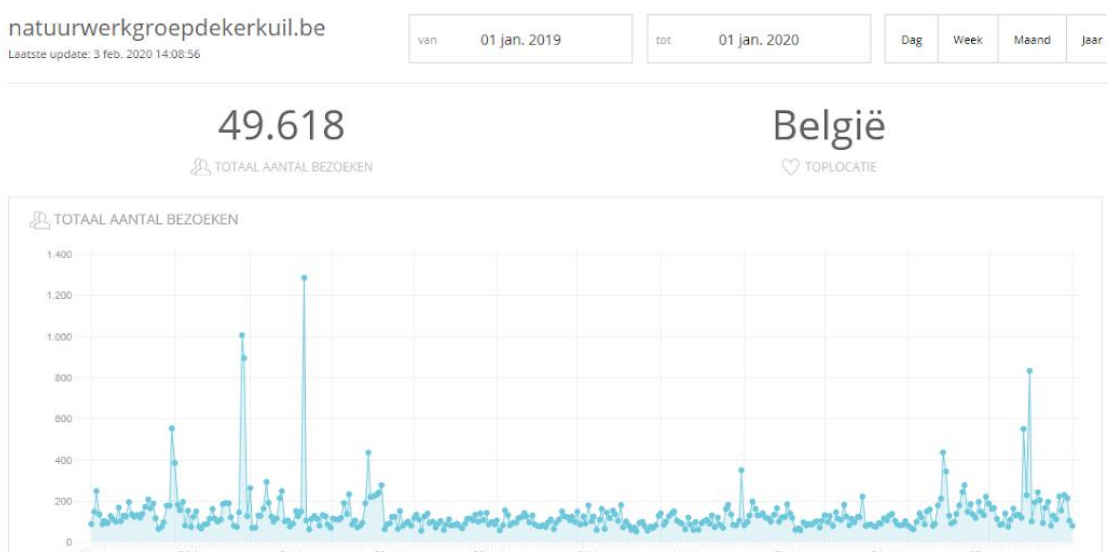 natuurwerkgroepdekerkuil.be
Laatste update: 3 feb. 2020 14:08:56
van 01 jan. 2019 tot 01 jan. 2020 Dag Week Maand Jaar
49.618 België
TOTAAL AANTAL BEZOEKEN TOPLOCATIE
TOTAAL AANTAL BEZOEKEN
1.400
1.200
1.000
800
600
400
200
0